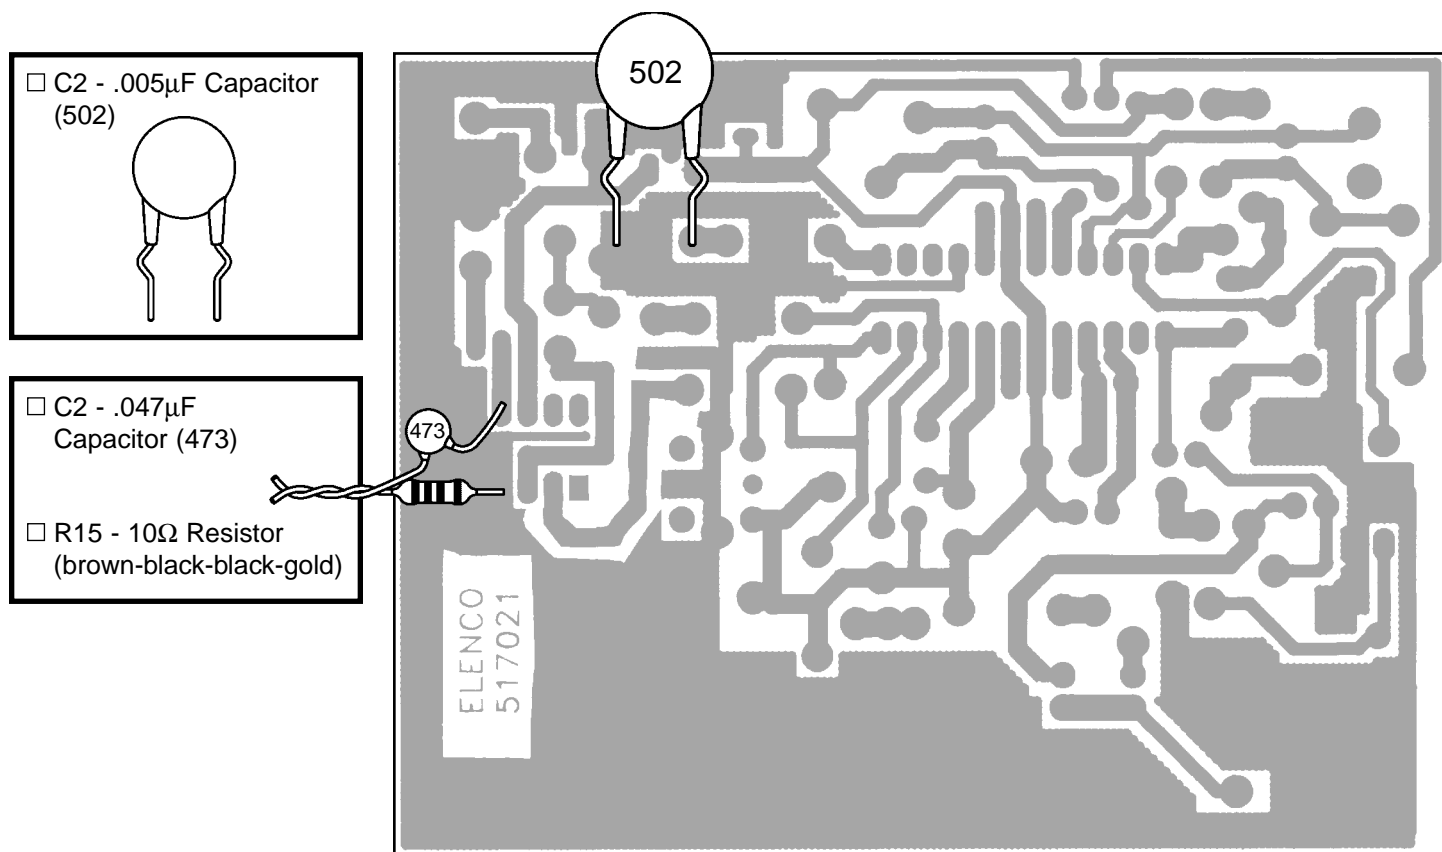 ☐ C2 - .005μF Capacitor
(502)
☐ C2 - .047μF
Capacitor (473)
☐ R15 - 10Ω Resistor
(brown-black-black-gold)
502
473
ELENCO
517021